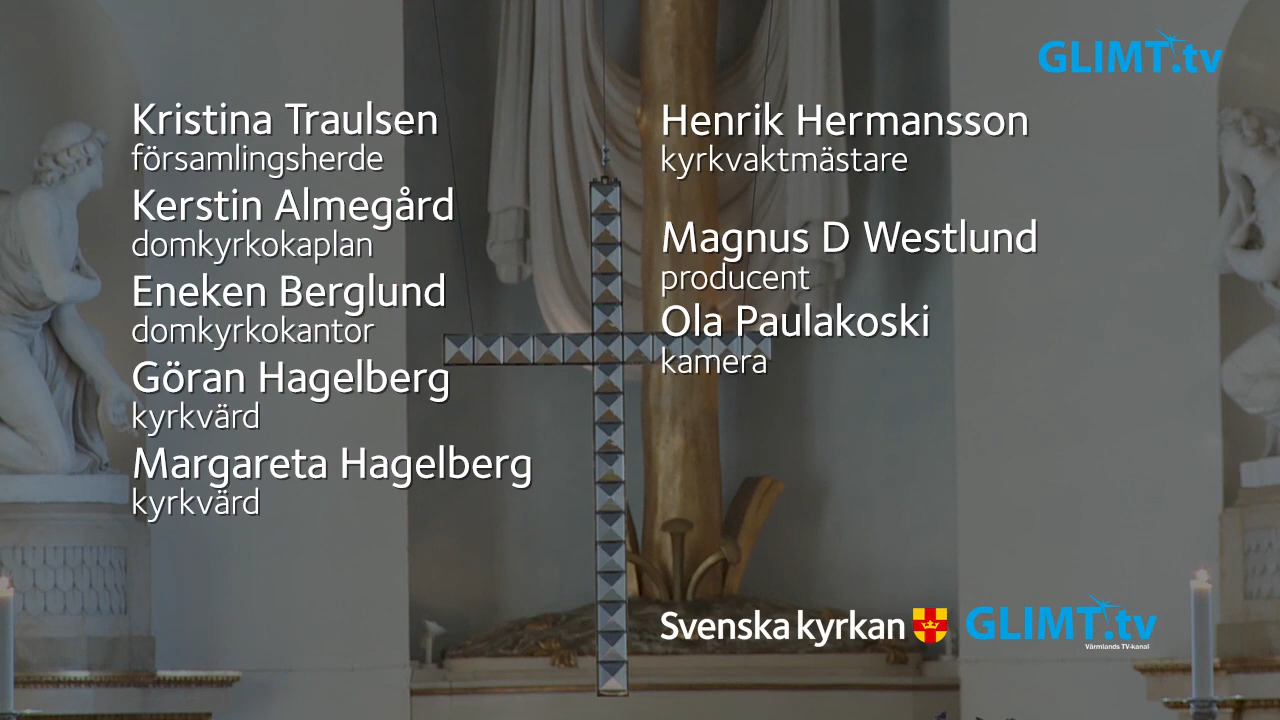 GLIMT.tv
Kristina Traulsen
församlingsherde
Kerstin Almegård
domkyrkokaplan
Eneken Berglund
domkyrkokantor
Göran Hagelberg
kyrkvärd
Margareta Hagelberg
kyrkvärd
Henrik Hermansson
kyrkvaktmästare
Magnus D Westlund
producent
Ola Paulakoski
kamera
Svenska kyrkan
GLIMT.tv
Värmlands TV-kanal